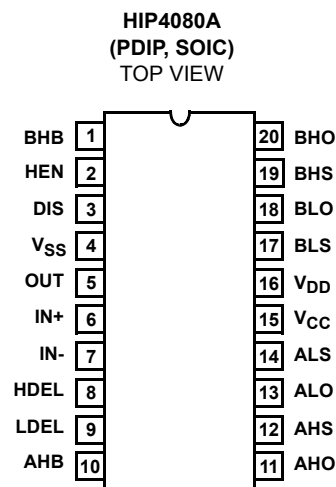 HIP4080A
(PDIP, SOIC)
TOP VIEW
BHB 1 20 BHO
HEN 2 19 BHS
DIS 3 18 BLO
VSS 4 17 BLS
OUT 5 16 VDD
IN+ 6 15 VCC
IN- 7 14 ALS
HDEL 8 13 ALO
LDEL 9 12 AHS
AHB 10 11 AHO